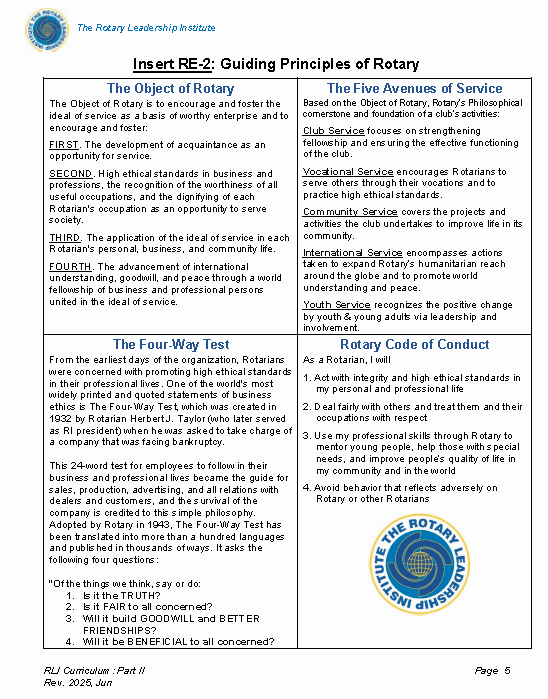 THE ROTARY LEADERSHIP INSTITUTE
The Rotary Leadership Institute
Insert RE-2: Guiding Principles of Rotary
The Object of Rotary
The Object of Rotary is to encourage and foster the
ideal of service as a basis of worthy enterprise and to
encourage and foster:
FIRST. The development of acquaintance as an
opportunity for service.
SECOND. High ethical standards in business and
professions, the recognition of the worthiness of all
useful occupations, and the dignifying of each
Rotarian's occupation as an opportunity to serve
society.
THIRD. The application of the ideal of service in each
Rotarian's personal, business, and community life.
FOURTH. The advancement of international
understanding, goodwill, and peace through a world
fellowship of business and professional persons
united in the ideal of service.
The Five Avenues of Service
Based on the Object of Rotary, Rotary's Philosophical
cornerstone and foundation of a club's activities:
Club Service focuses on strengthening
fellowship and ensuring the effective functioning
of the club.
Vocational Service encourages Rotarians to
serve others through their vocations and to
practice high ethical standards.
Community Service covers the projects and
activities the club undertakes to improve life in its
community.
International Service encompasses actions
taken to expand Rotary's humanitarian reach
around the globe and to promote world
understanding and peace.
Youth Service recognizes the positive change
by youth & young adults via leadership and
involvement.
The Four-Way Test
From the earliest days of the organization, Rotarians
were concerned with promoting high ethical standards
in their professional lives. One of the world's most
widely printed and quoted statements of business
ethics is The Four-Way Test, which was created in
1932 by Rotarian Herbert J. Taylor (who later served
as RI president) when he was asked to take charge of
a company that was facing bankruptcy.
This 24-word test for employees to follow in their
business and professional lives became the guide for
sales, production, advertising, and all relations with
dealers and customers, and the survival of the
company is credited to this simple philosophy.
Adopted by Rotary in 1943, The Four-Way Test has
been translated into more than a hundred languages
and published in thousands of ways. It asks the
following four questions:
"Of the things we think, say or do:
1. Is it the TRUTH?
2. Is it FAIR to all concerned?
3. Will it build GOODWILL and BETTER
FRIENDSHIPS?
4. Will it be BENEFICIAL to all concerned?
Rotary Code of Conduct
As a Rotarian, I will
1. Act with integrity and high ethical standards in
my personal and professional life
2. Deal fairly with others and treat them and their
occupations with respect
3. Use my professional skills through Rotary to
mentor young people, help those with special
needs, and improve people's quality of life in
my community and in the world
4. Avoid behavior that reflects adversely on
Rotary or other Rotarians
THE ROTARY LEADERSHIP INSTITUTE
RLI Curriculum: Part II
Page 5
Rev. 2025, Jun